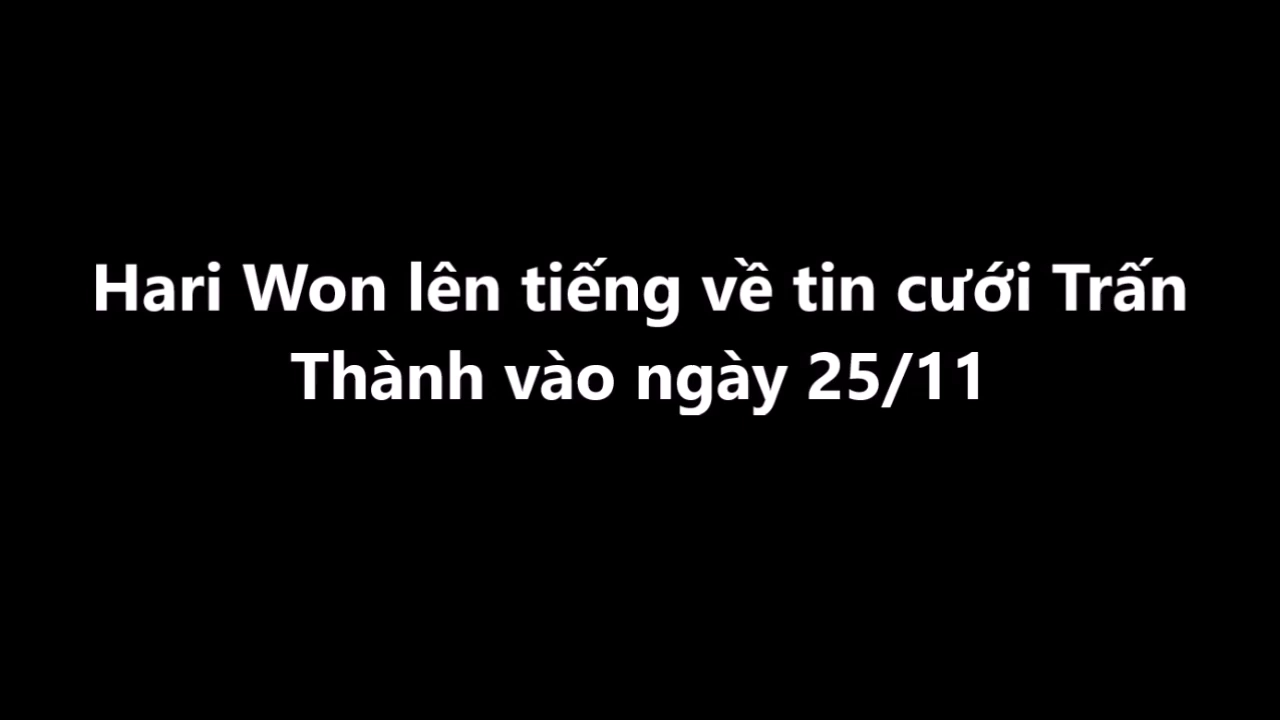 Hari Won lên tiếng về tin cưới Trấn
Thành vào ngày 25/11